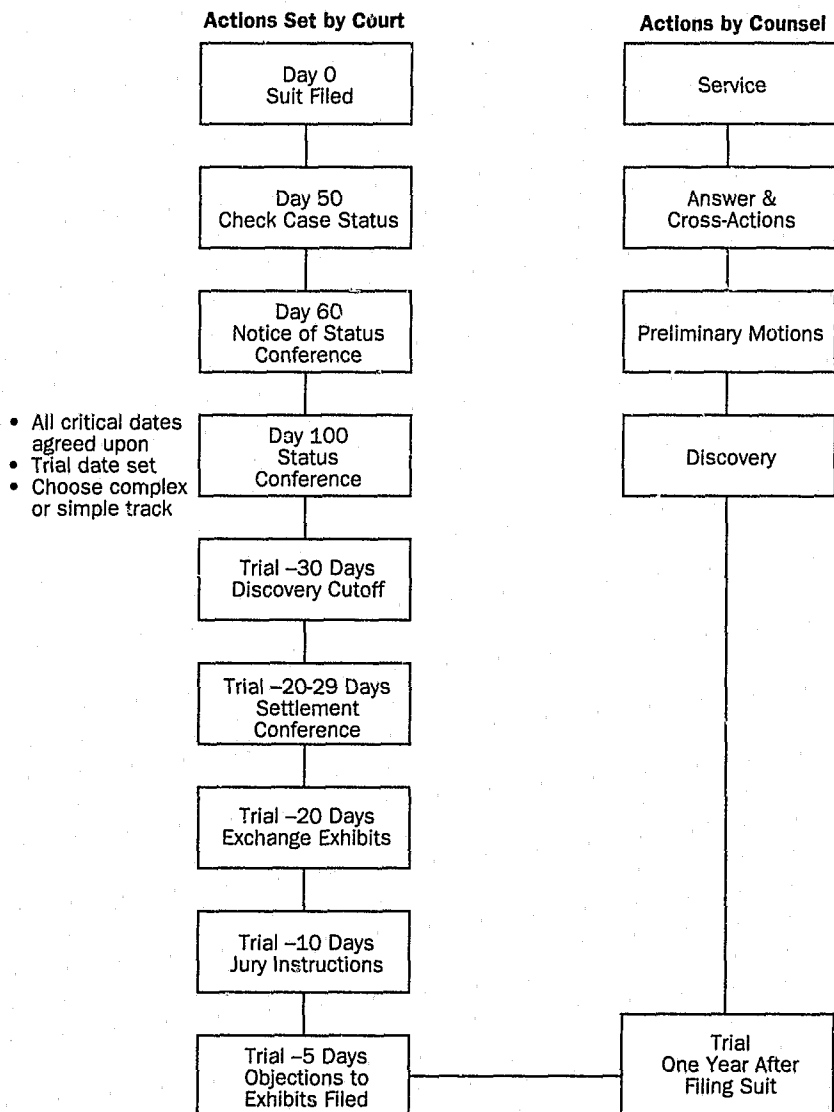 Actions Set by Court
Day 0
Suit Filed
Day 50
Check Case Status
Day 60
Notice of Status
Conference
• All critical dates
agreed upon
• Trial date set
• Choose complex
or simple track
Day 100
Status
Conference
Trial –30 Days
Discovery Cutoff
Trial –20-29 Days
Settlement
Conference
Trial –20 Days
Exchange Exhibits
Trial –10 Days
Jury Instructions
Trial –5 Days
Objections to
Exhibits Filed
Actions by Counsel
Service
Answer &
Cross-Actions
Preliminary Motions
Discovery
Trial
One Year After
Filing Suit